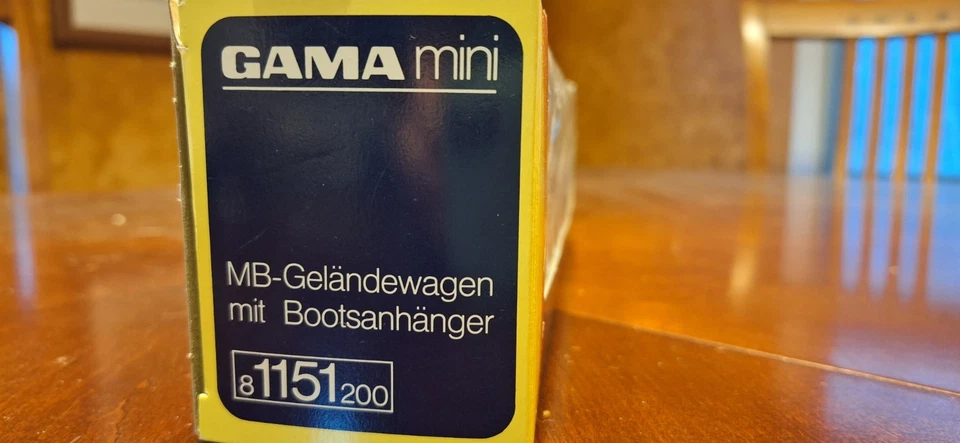 GAMA mini
MB-Geländewagen
mit Bootsanhänger
8 1151 200